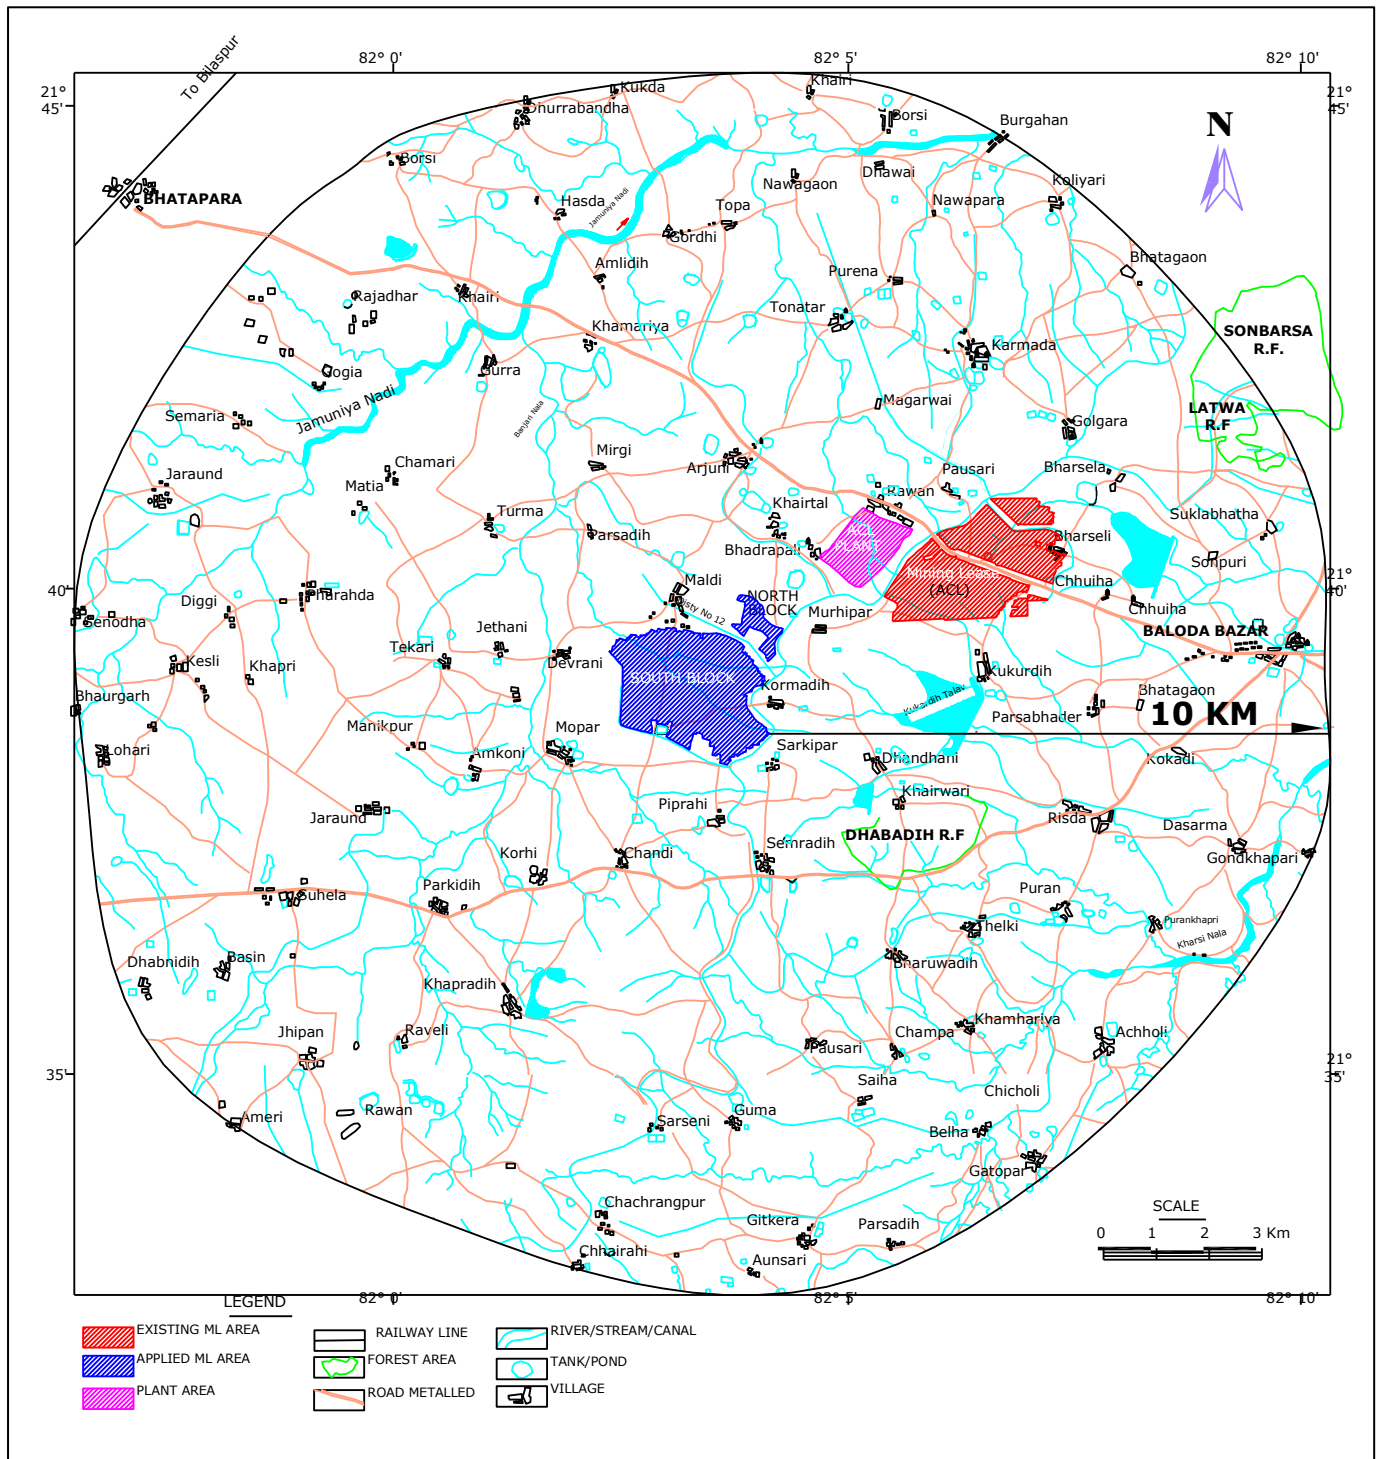 82° 0'
82° 5'
82° 10'
To Bilaspur
21°
45'
21°
45'
Kukda
Khairi
Dhurrabandha
Borsi
Burgahan
N
Borsi
Nawagaon
Dhawai
Koliyari
BHATAPARA
Hasda
Jamuniya Nadi
Topa
Nawapara
Gordhi
Amlidih
Purena
Bhatagaon
Rajadhar
Khairi
Tonatar
Khamariya
Karmada
SONBARSA
R.F.
Gogia
Gurra
Jamuniya Nadi
Banjari Nala
Magarwai
LATWA
R.F
Semaria
Golgara
Mirgi
Arjuni
Chamari
Jaraund
Matia
Pausari
Bharsela
Rawan
Khairtal
Suklabhatha
Turma
Parsadih
ACL
PLANT
Bhadrapali
Bharseli
Sonpuri
Mining Lease
(ACL)
40'
Maldi
Chhuiha
21°
40'
Diggi
Disty No 12
NORTH
BLOCK
Murhipar
Chhuiha
Senodha
Jethani
BALODA BAZAR
Tekari
Kesli
Khapri
Devrani
SOUTH BLOCK
Kormadih
Kukurdih
Kukurdih Talav
Bhaurgarh
Bhatagaon
Parsabhader
10 KM
Manikpur
Mopar
Lohari
Amkoni
Sarkipar
Dhandhani
Kokadi
Khairwari
Piprahi
Jaraund
Risda
Dasarma
DHABADIH R.F
Semradih
Korhi
Chandi
Gondkhapari
Suhela
Parkidih
Puran
Purankhapri
Thelki
Kharsi Nala
Dhabnidih
Basin
Bharuwadih
Khapradih
Jhipan
Raveli
Champa
Khamhariya
Achholi
Pausari
35'
21°
35'
Saiha
Chicholi
Ameri
Rawan
Sarseni
Guma
Belha
Gatopar
Chachrangpur
Gitkera
Parsadih
SCALE
0 1 2 3 Km
Chhairahi
Aunsari
82° 0'
82° 5'
82° 10'
LEGEND
EXISTING ML AREA
RAILWAY LINE
RIVER/STREAM/CANAL
APPLIED ML AREA
FOREST AREA
TANK/POND
PLANT AREA
ROAD METALLED
VILLAGE